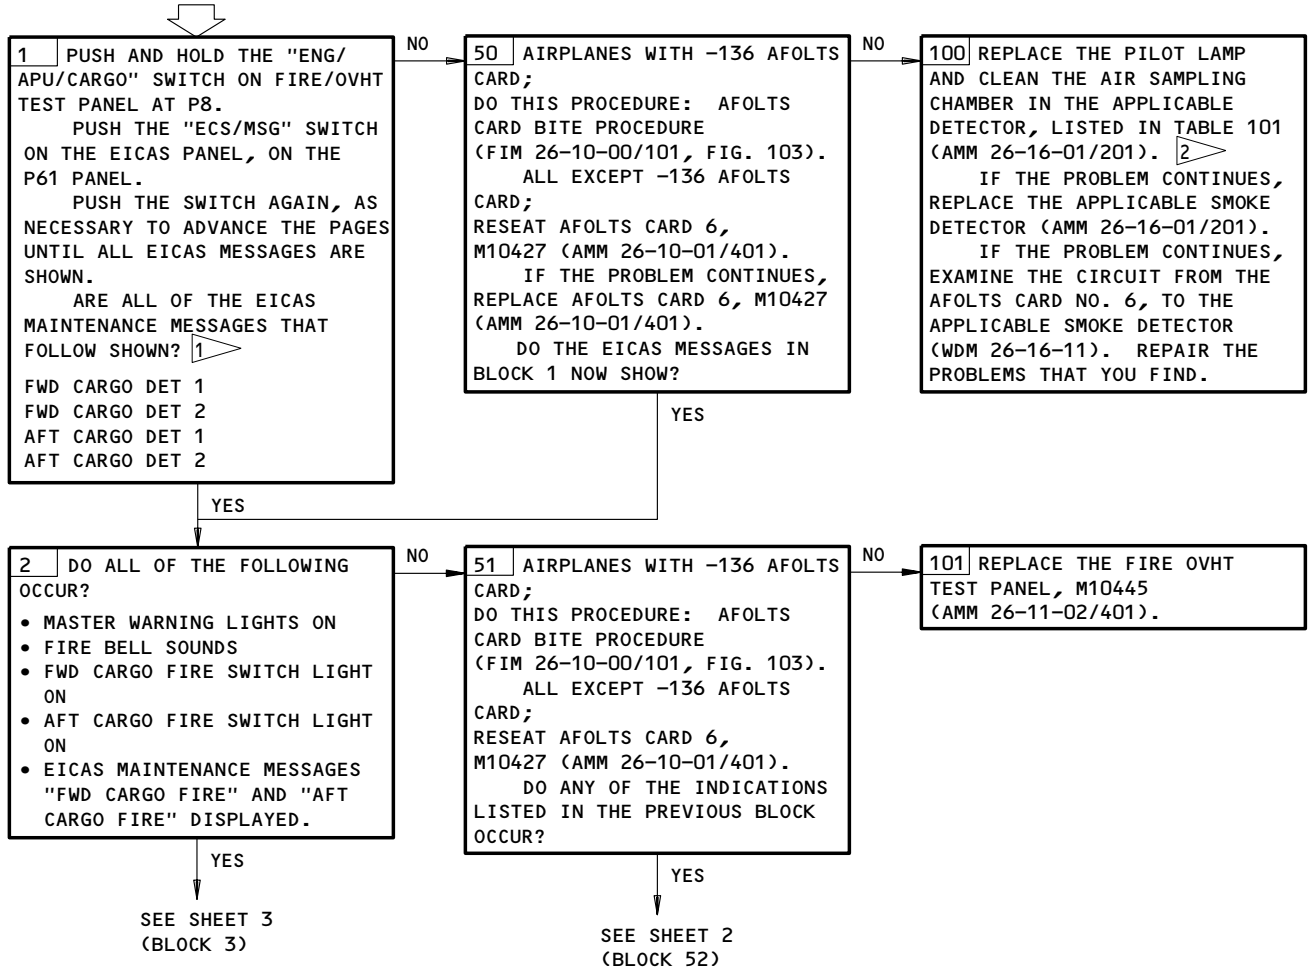 1 PUSH AND HOLD THE "ENG/
APU/CARGO" SWITCH ON FIRE/OVHT
TEST PANEL AT P8.
PUSH THE "ECS/MSG" SWITCH
ON THE EICAS PANEL, ON THE
P61 PANEL.
PUSH THE SWITCH AGAIN, AS
NECESSARY TO ADVANCE THE PAGES
UNTIL ALL EICAS MESSAGES ARE
SHOWN.
ARE ALL OF THE EICAS
MAINTENANCE MESSAGES THAT
FOLLOW SHOWN? 1
FWD CARGO DET 1
FWD CARGO DET 2
AFT CARGO DET 1
AFT CARGO DET 2
NO
YES
50 AIRPLANES WITH -136 AFOLTS
CARD;
DO THIS PROCEDURE: AFOLTS
CARD BITE PROCEDURE
(FIM 26-10-00/101, FIG. 103).
ALL EXCEPT -136 AFOLTS
CARD;
RESEAT AFOLTS CARD 6,
M10427 (AMM 26-10-01/401).
IF THE PROBLEM CONTINUES,
REPLACE AFOLTS CARD 6, M10427
(AMM 26-10-01/401).
DO THE EICAS MESSAGES IN
BLOCK 1 NOW SHOW?
NO
YES
100 REPLACE THE PILOT LAMP
AND CLEAN THE AIR SAMPLING
CHAMBER IN THE APPLICABLE
DETECTOR, LISTED IN TABLE 101
(AMM 26-16-01/201). 2
IF THE PROBLEM CONTINUES,
REPLACE THE APPLICABLE SMOKE
DETECTOR (AMM 26-16-01/201).
IF THE PROBLEM CONTINUES,
EXAMINE THE CIRCUIT FROM THE
AFOLTS CARD NO. 6, TO THE
APPLICABLE SMOKE DETECTOR
(WDM 26-16-11). REPAIR THE
PROBLEMS THAT YOU FIND.
2 DO ALL OF THE FOLLOWING
OCCUR?
• MASTER WARNING LIGHTS ON
• FIRE BELL SOUNDS
• FWD CARGO FIRE SWITCH LIGHT
ON
• AFT CARGO FIRE SWITCH LIGHT
ON
• EICAS MAINTENANCE MESSAGES
"FWD CARGO FIRE" AND "AFT
CARGO FIRE" DISPLAYED.
NO
YES
SEE SHEET 3
(BLOCK 3)
51 AIRPLANES WITH -136 AFOLTS
CARD;
DO THIS PROCEDURE: AFOLTS
CARD BITE PROCEDURE
(FIM 26-10-00/101, FIG. 103).
ALL EXCEPT -136 AFOLTS
CARD;
RESEAT AFOLTS CARD 6,
M10427 (AMM 26-10-01/401).
DO ANY OF THE INDICATIONS
LISTED IN THE PREVIOUS BLOCK
OCCUR?
NO
YES
SEE SHEET 2
(BLOCK 52)
101 REPLACE THE FIRE OVHT
TEST PANEL, M10445
(AMM 26-11-02/401).